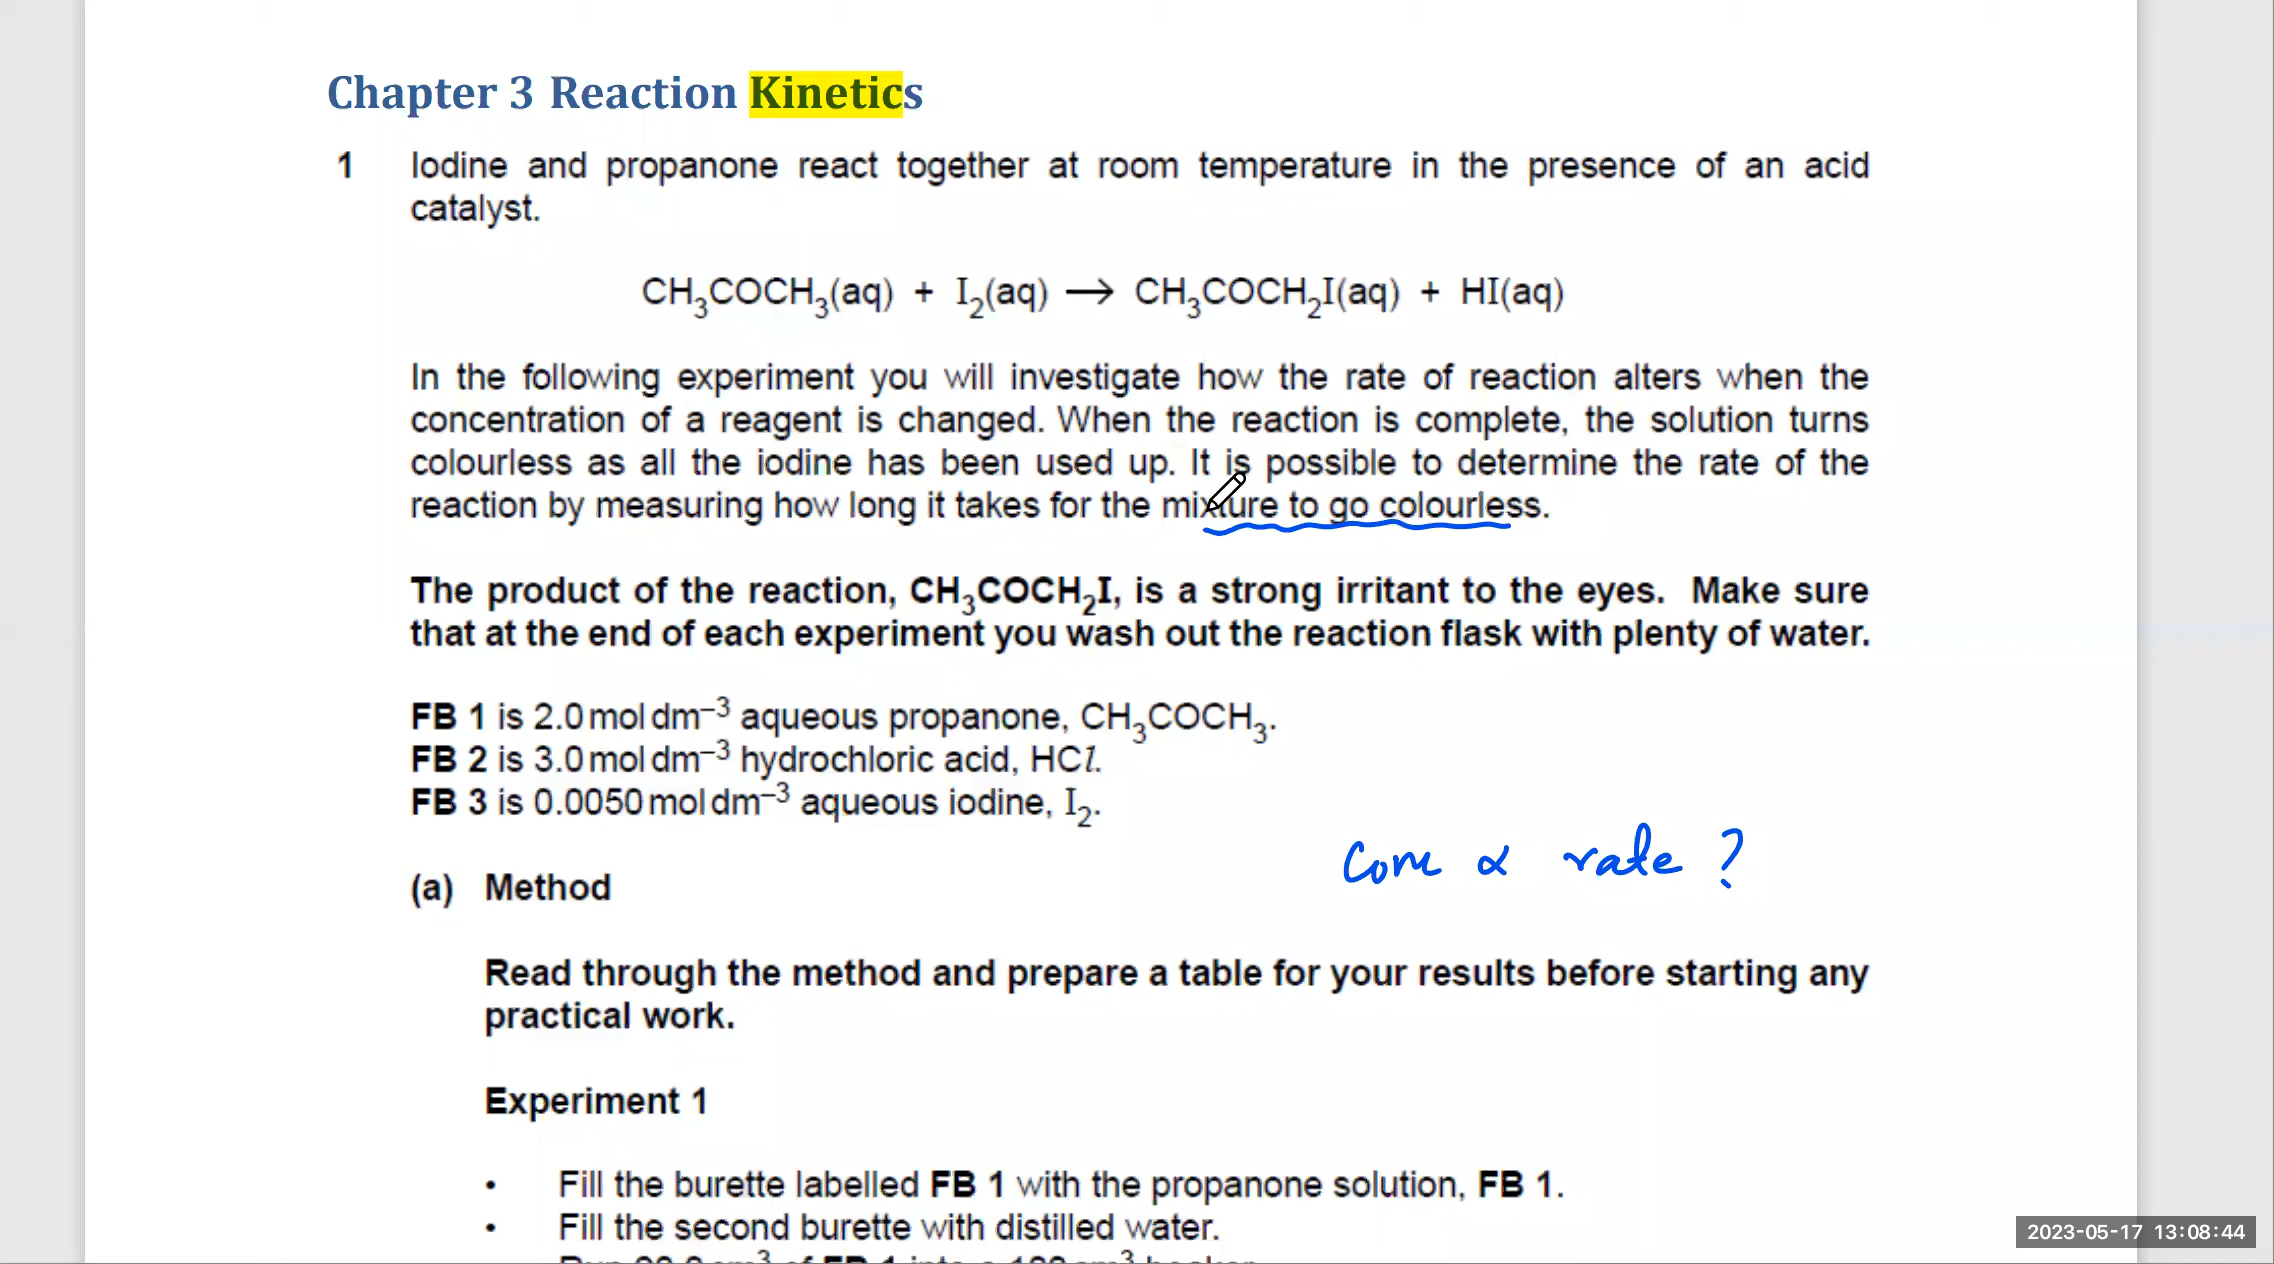 Chapter 3 Reaction Kinetics
1 Iodine and propanone react together at room temperature in the presence of an acid
catalyst.
CH₃COCH₃(aq) + I₂(aq) → CH₃COCH₂I(aq) + HI(aq)
In the following experiment you will investigate how the rate of reaction alters when the
concentration of a reagent is changed. When the reaction is complete, the solution turns
colourless as all the iodine has been used up. It is possible to determine the rate of the
reaction by measuring how long it takes for the mixture to go colourless.
The product of the reaction, CH₃COCH₂I, is a strong irritant to the eyes. Make sure
that at the end of each experiment you wash out the reaction flask with plenty of water.
FB 1 is 2.0 mol dm⁻³ aqueous propanone, CH₃COCH₃.
FB 2 is 3.0 mol dm⁻³ hydrochloric acid, HCl.
FB 3 is 0.0050 mol dm⁻³ aqueous iodine, I₂.
∝ rate ?
(a) Method
Read through the method and prepare a table for your results before starting any
practical work.
Experiment 1
• Fill the burette labelled FB 1 with the propanone solution, FB 1.
• Fill the second burette with distilled water.
2023-05-17 13:08:44